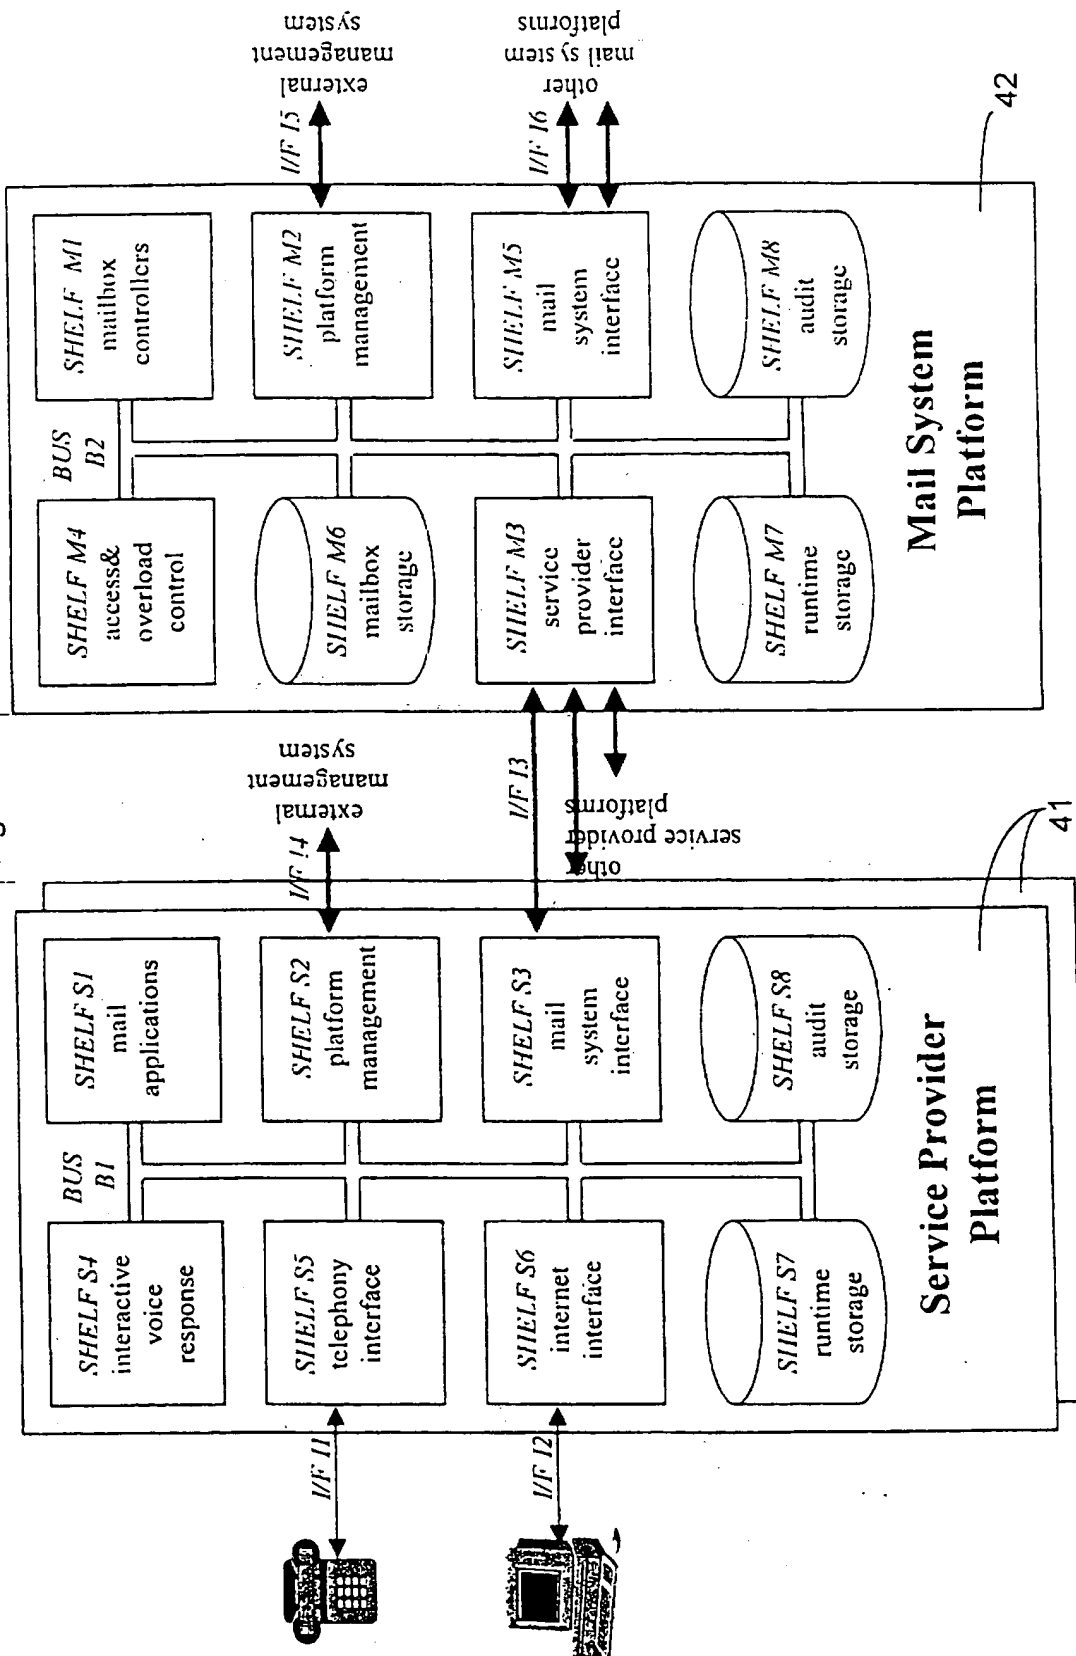 SHELF S4
interactive
voice
response
BUS
B1
SHELF S1
mail
applications
I/F I1
SHELF S5
telephony
interface
SHELF S2
platform
management
I/F I4
external
management
system
I/F I2
SHELF S6
internet
interface
SHELF S3
mail
system
interface
I/F I3
other
service provider
platforms
SHELF S7
runtime
storage
SHELF S8
audit
storage
Service Provider
Platform
41
SHELF M4
access&
overload
control
BUS
B2
SHELF M1
mailbox
controllers
SHELF M6
mailbox
storage
SHELF M2
platform
management
I/F I5
external
management
system
SHELF M3
service
provider
interface
SHELF M5
mail
system
interface
I/F I6
other
mail system
platforms
SHELF M7
runtime
storage
SHELF M8
audit
storage
Mail System
Platform
42